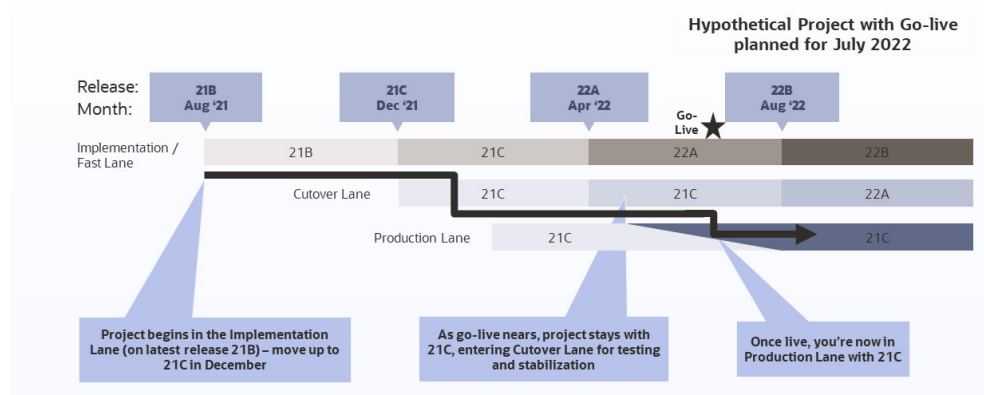 Hypothetical Project with Go-live
planned for July 2022
Release:
Month:
21B
Aug ‘21
21C
Dec ‘21
22A
Apr ‘22
22B
Aug ‘22
Go-
Live
Implementation /
Fast Lane
21B
21C
22A
22B
Cutover Lane
21C
21C
22A
Production Lane
21C
21C
Project begins in the Implementation
Lane (on latest release 21B) – move up to
21C in December
As go-live nears, project stays with
21C, entering Cutover Lane for testing
and stabilization
Once live, you’re now in
Production Lane with 21C